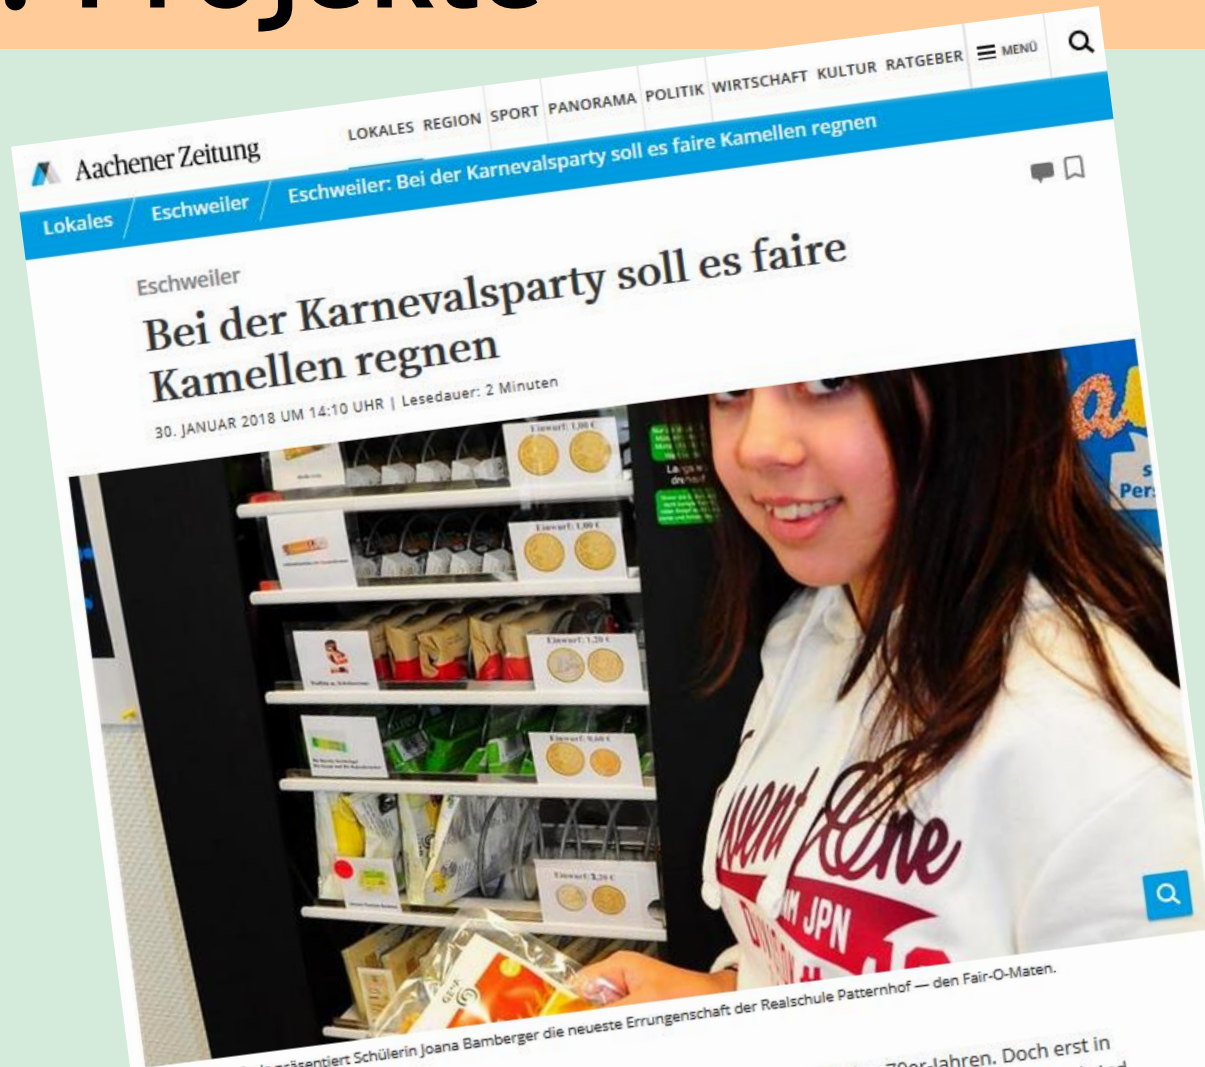 . Projekte
Aachener Zeitung
LOKALES REGION SPORT PANORAMA POLITIK WIRTSCHAFT KULTUR RATGEBER MENÜ
Lokales / Eschweiler / Eschweiler: Bei der Karnevalsparty soll es faire Kamellen regnen
Eschweiler
Bei der Karnevalsparty soll es faire
Kamellen regnen
30. JANUAR 2018 UM 14:10 UHR | Lesedauer: 2 Minuten
Einwurf: 1,00 €
Einwurf: 1,00 €
Einwurf: 1,20 €
Einwurf: 0,60 €
GEPA
JPN
präsentiert Schülerin Joana Bamberger die neueste Errungenschaft der Realschule Patternhof — den Fair-O-Maten.
70er-Jahren. Doch erst in